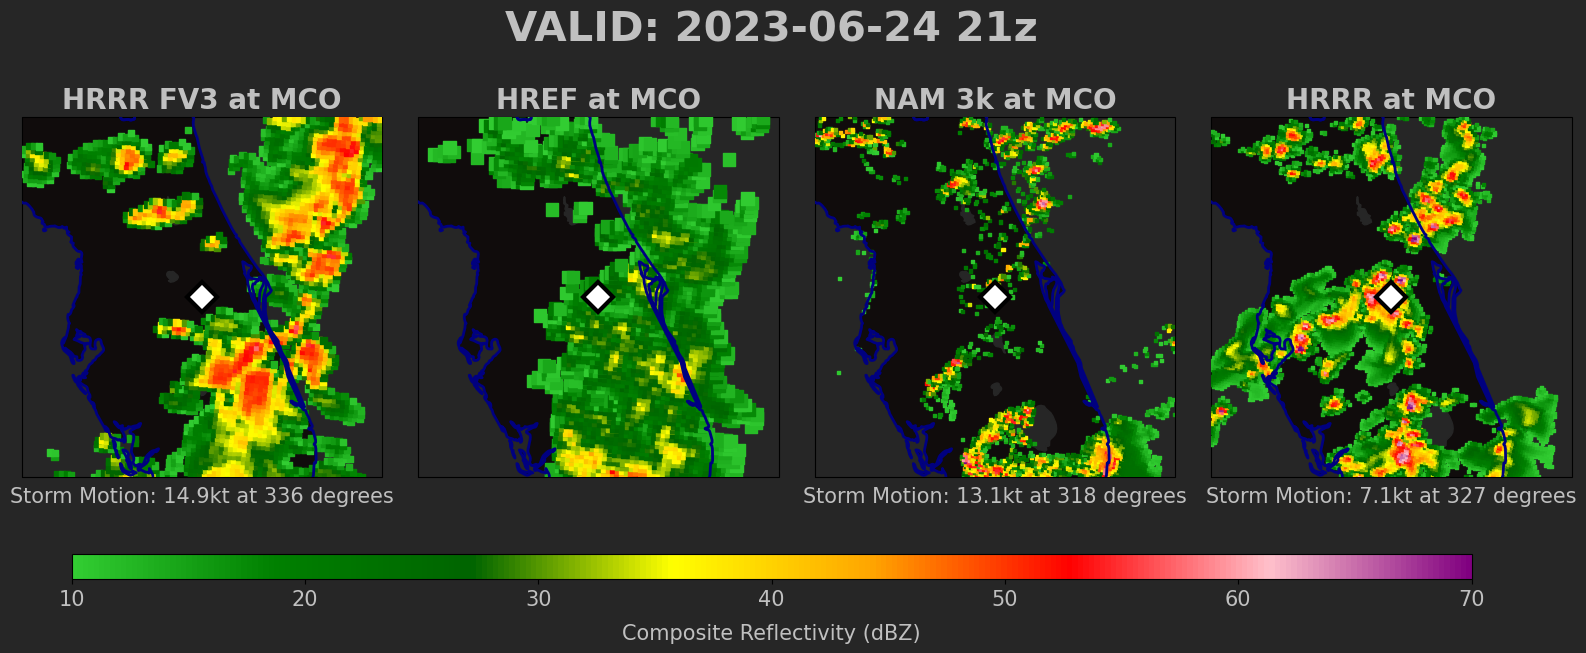 VALID: 2023-06-24 21z
HRRR FV3 at MCO
HREF at MCO
NAM 3k at MCO
HRRR at MCO
Storm Motion: 14.9kt at 336 degrees
Storm Motion: 13.1kt at 318 degrees
Storm Motion: 7.1kt at 327 degrees
10 20 30 40 50 60 70
Composite Reflectivity (dBZ)